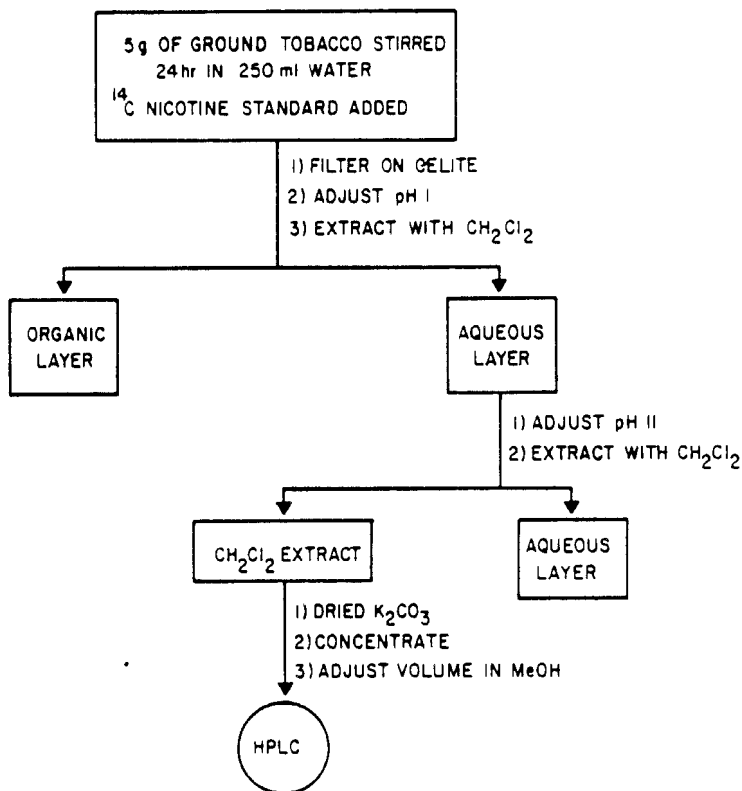 5g OF GROUND TOBACCO STIRRED
24hr IN 250 ml WATER
¹⁴C NICOTINE STANDARD ADDED
1) FILTER ON CELITE
2) ADJUST pH 1
3) EXTRACT WITH CH₂Cl₂
ORGANIC
LAYER
AQUEOUS
LAYER
1) ADJUST pH 11
2) EXTRACT WITH CH₂Cl₂
CH₂Cl₂ EXTRACT
AQUEOUS
LAYER
1) DRIED K₂CO₃
2) CONCENTRATE
3) ADJUST VOLUME IN MeOH
HPLC